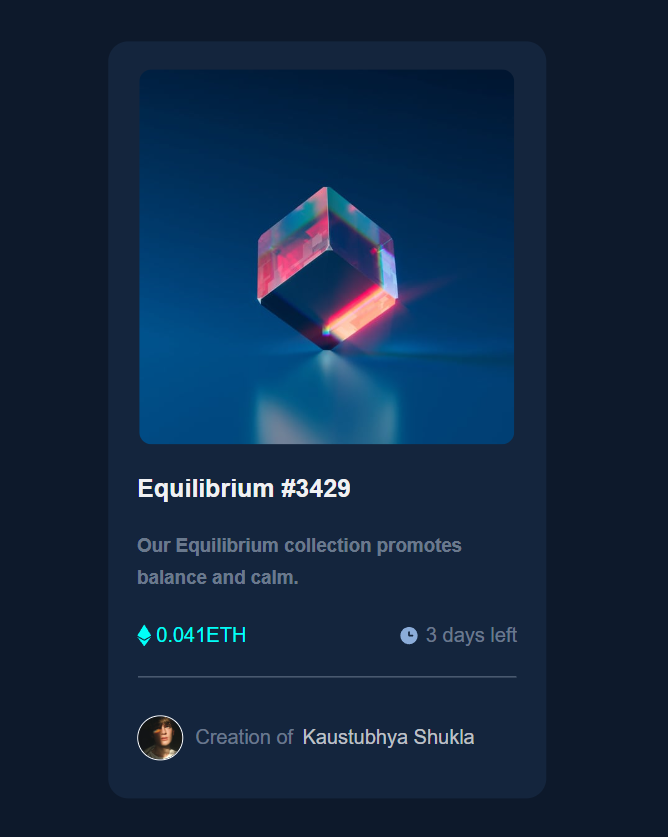 Equilibrium #3429
Our Equilibrium collection promotes
balance and calm.
0.041ETH
3 days left
Creation of Kaustubhya Shukla